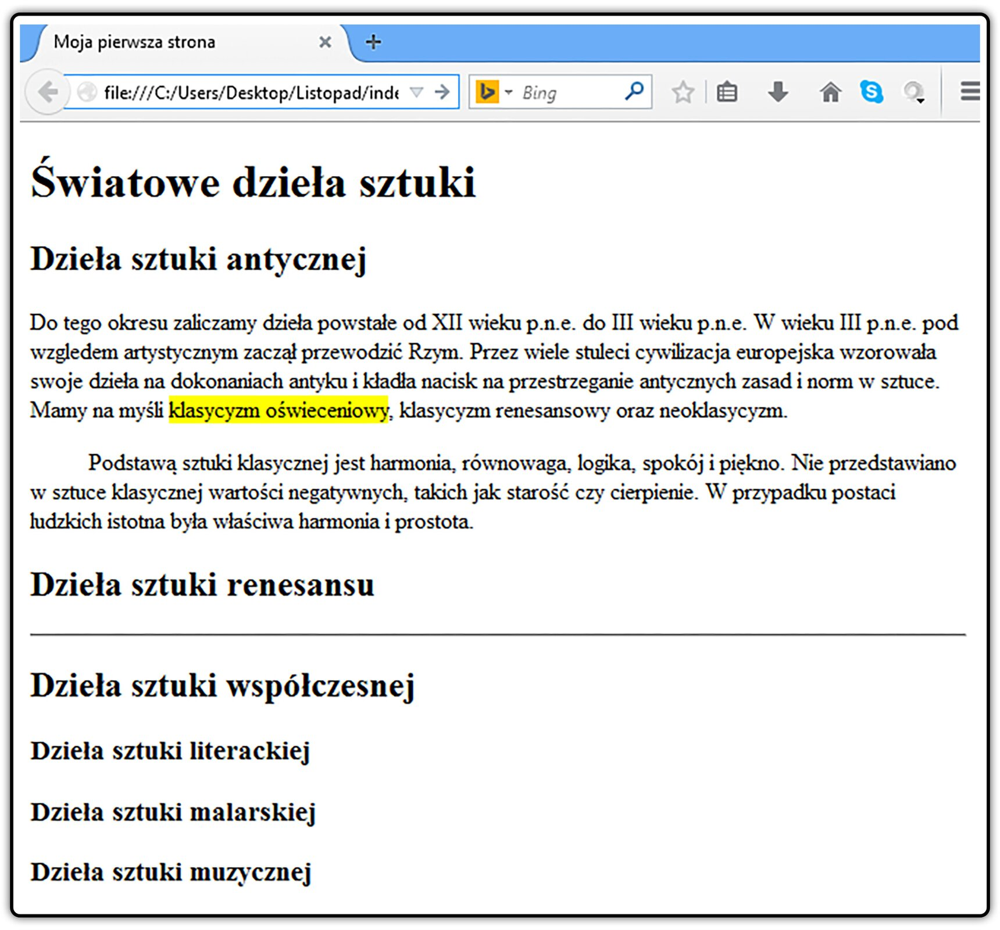 Moja pierwsza strona
file:///C:/Users/Desktop/Listopad/inde
Bing
Światowe dzieła sztuki
Dzieła sztuki antycznej
Do tego okresu zaliczamy dzieła powstałe od XII wieku p.n.e. do III wieku p.n.e. W wieku III p.n.e. pod
wzgledem artystycznym zaczął przewodzić Rzym. Przez wiele stuleci cywilizacja europejska wzorowała
swoje dzieła na dokonaniach antyku i kładła nacisk na przestrzeganie antycznych zasad i norm w sztuce.
Mamy na myśli klasycyzm oświeceniowy, klasycyzm renesansowy oraz neoklasycyzm.
Podstawą sztuki klasycznej jest harmonia, równowaga, logika, spokój i piękno. Nie przedstawiano
w sztuce klasycznej wartości negatywnych, takich jak starość czy cierpienie. W przypadku postaci
ludzkich istotna była właściwa harmonia i prostota.
Dzieła sztuki renesansu
Dzieła sztuki współczesnej
Dzieła sztuki literackiej
Dzieła sztuki malarskiej
Dzieła sztuki muzycznej